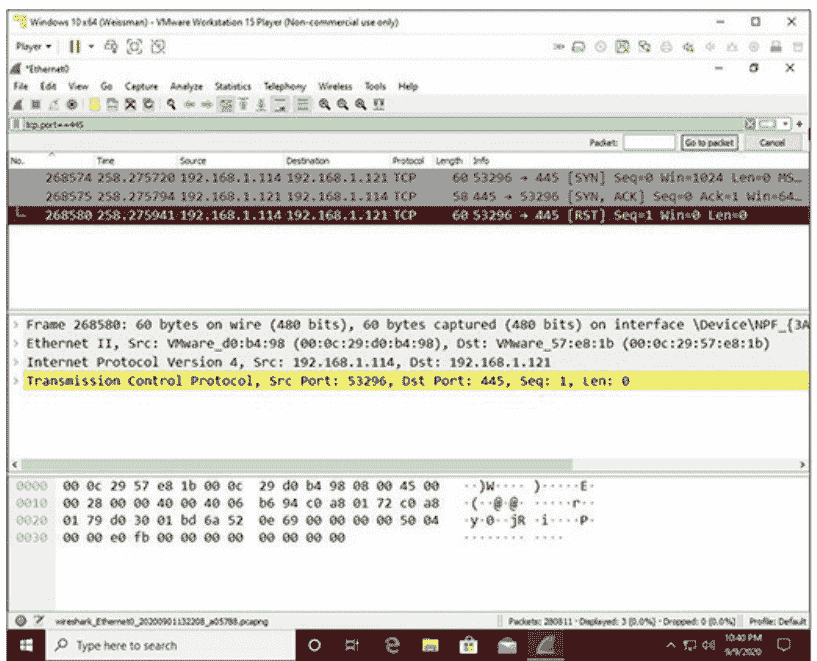 Windows 10 x64 (Weissman) - VMware Workstation 15 Player (Non-commercial use only)
Player
*Ethernet0
File Edit View Go Capture Analyze Statistics Telephony Wireless Tools Help
tcp.port==445
Packet: Go to packet Cancel
No. Time Source Destination Protocol Length Info
268574 258.275720 192.168.1.114 192.168.1.121 TCP 60 53296 → 445 [SYN] Seq=0 Win=1024 Len=0 MS…
268575 258.275794 192.168.1.121 192.168.1.114 TCP 58 445 → 53296 [SYN, ACK] Seq=0 Ack=1 Win=64…
268580 258.275941 192.168.1.114 192.168.1.121 TCP 60 53296 → 445 [RST] Seq=1 Win=0 Len=0
Frame 268580: 60 bytes on wire (480 bits), 60 bytes captured (480 bits) on interface \Device\NPF_{3A
Ethernet II, Src: VMware_d0:b4:98 (00:0c:29:d0:b4:98), Dst: VMware_57:e8:1b (00:0c:29:57:e8:1b)
Internet Protocol Version 4, Src: 192.168.1.114, Dst: 192.168.1.121
Transmission Control Protocol, Src Port: 53296, Dst Port: 445, Seq: 1, Len: 0
0000 00 0c 29 57 e8 1b 00 0c 29 d0 b4 98 08 00 45 00 ··)W···· )·····E·
0010 00 28 00 00 40 00 40 06 b6 94 c0 a8 01 72 c0 a8 ·(··@·@· ·····r··
0020 01 79 d0 30 01 bd 6a 52 0e 69 00 00 00 00 50 04 ·y·0··jR ·i····P·
0030 00 00 e0 fb 00 00 00 00 00 00 00 00 ········ ····
wireshark_Ethernet0_20200901132208_a05788.pcapng Packets: 280811 · Displayed: 3 (0.0%) · Dropped: 0 (0.0%) Profile: Default
Type here to search
10:40 PM
9/9/2020